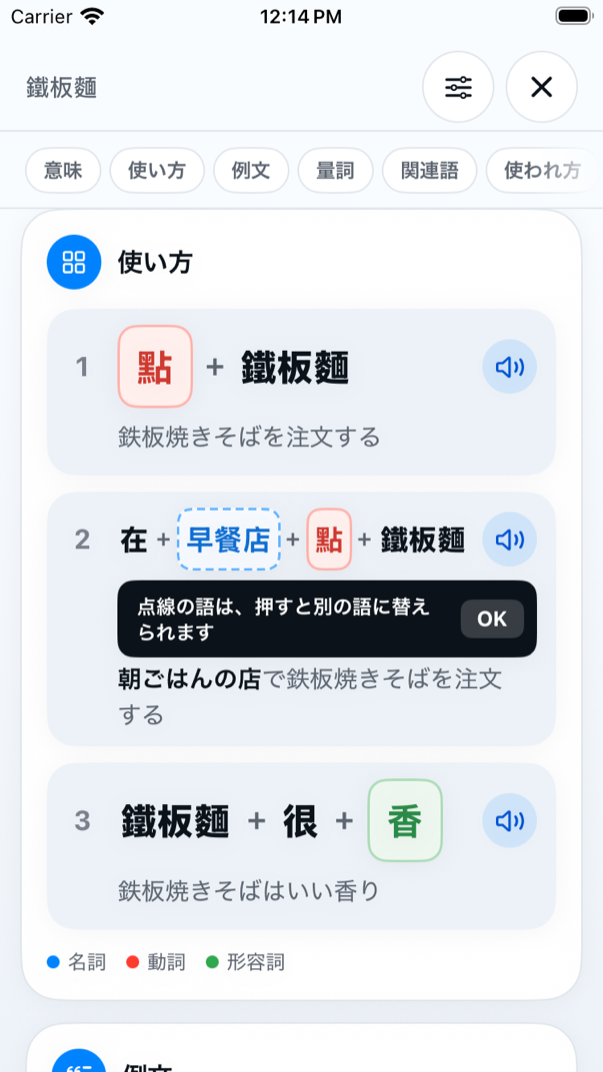 Carrier 12:14 PM
鐵板麵
意味 使い方 例文 量詞 関連語 使われ方
使い方
1 點 + 鐵板麵
鉄板焼きそばを注文する
2 在 + 早餐店 + 點 + 鐵板麵
点線の語は、押すと別の語に替え
られます
OK
朝ごはんの店で鉄板焼きそばを注文
する
3 鐵板麵 + 很 + 香
鉄板焼きそばはいい香り
名詞 動詞 形容詞
例文